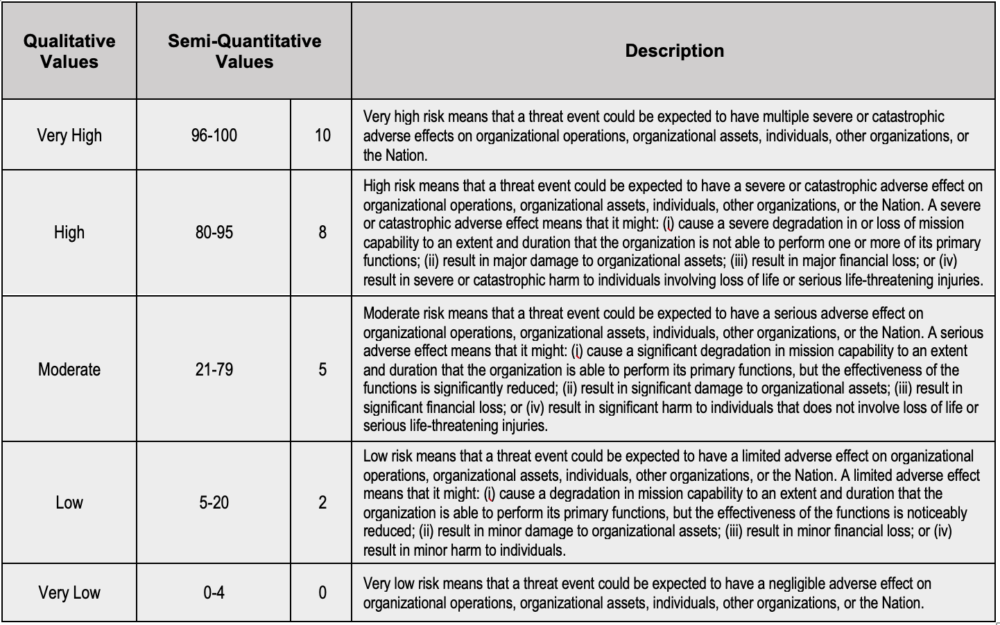 Qualitative Values
Semi-Quantitative Values
Description
Very High
96-100
10
Very high risk means that a threat event could be expected to have multiple severe or catastrophic
adverse effects on organizational operations, organizational assets, individuals, other organizations, or
the Nation.
High
80-95
8
High risk means that a threat event could be expected to have a severe or catastrophic adverse effect on
organizational operations, organizational assets, individuals, other organizations, or the Nation. A severe
or catastrophic adverse effect means that it might: (i) cause a severe degradation in or loss of mission
capability to an extent and duration that the organization is not able to perform one or more of its primary
functions; (ii) result in major damage to organizational assets; (iii) result in major financial loss; or (iv)
result in severe or catastrophic harm to individuals involving loss of life or serious life-threatening injuries.
Moderate
21-79
5
Moderate risk means that a threat event could be expected to have a serious adverse effect on
organizational operations, organizational assets, individuals, other organizations, or the Nation. A serious
adverse effect means that it might: (i) cause a significant degradation in mission capability to an extent
and duration that the organization is able to perform its primary functions, but the effectiveness of the
functions is significantly reduced; (ii) result in significant damage to organizational assets; (iii) result in
significant financial loss; or (iv) result in significant harm to individuals that does not involve loss of life or
serious life-threatening injuries.
Low
5-20
2
Low risk means that a threat event could be expected to have a limited adverse effect on organizational
operations, organizational assets, individuals, other organizations, or the Nation. A limited adverse effect
means that it might: (i) cause a degradation in mission capability to an extent and duration that the
organization is able to perform its primary functions, but the effectiveness of the functions is noticeably
reduced; (ii) result in minor damage to organizational assets; (iii) result in minor financial loss; or (iv)
result in minor harm to individuals.
Very Low
0-4
0
Very low risk means that a threat event could be expected to have a negligible adverse effect on
organizational operations, organizational assets, individuals, other organizations, or the Nation.